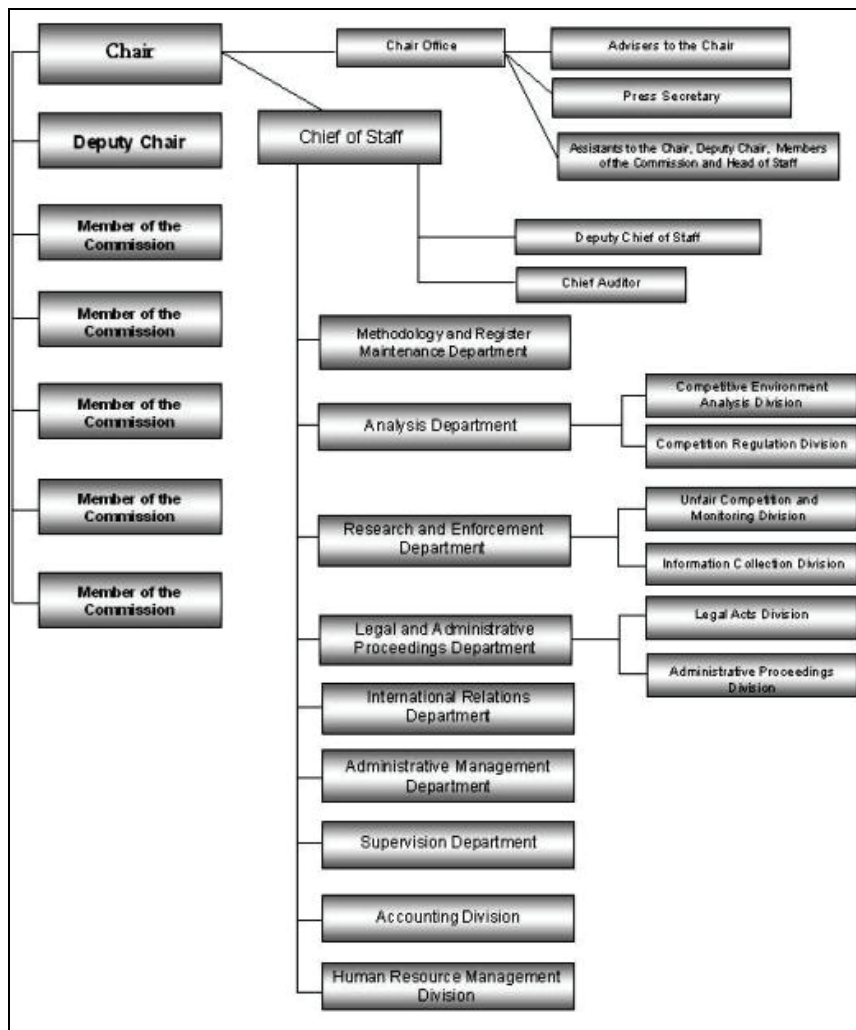 Chair
Chair Office
Advisers to the Chair
Press Secretary
Assistants to the Chair, Deputy Chair, Members
of the Commission and Head of Staff
Deputy Chair
Chief of Staff
Member of the
Commission
Deputy Chief of Staff
Chief Auditor
Member of the
Commission
Methodology and Register
Maintenance Department
Member of the
Commission
Analysis Department
Competitive Environment
Analysis Division
Competition Regulation Division
Member of the
Commission
Research and Enforcement
Department
Unfair Competition and
Monitoring Division
Information Collection Division
Member of the
Commission
Legal and Administrative
Proceedings Department
Legal Acts Division
Administrative Proceedings
Division
International Relations
Department
Administrative Management
Department
Supervision Department
Accounting Division
Human Resource Management
Division